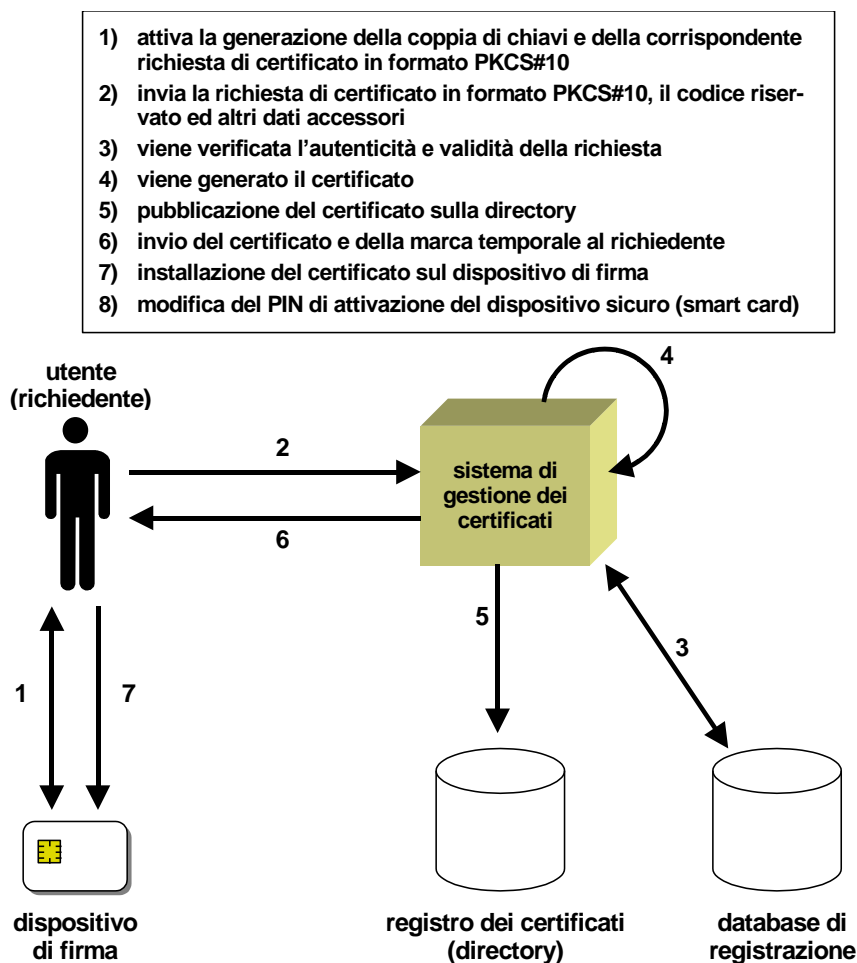 1) attiva la generazione della coppia di chiavi e della corrispondente
richiesta di certificato in formato PKCS#10
2) invia la richiesta di certificato in formato PKCS#10, il codice riser-
vato ed altri dati accessori
3) viene verificata l'autenticità e validità della richiesta
4) viene generato il certificato
5) pubblicazione del certificato sulla directory
6) invio del certificato e della marca temporale al richiedente
7) installazione del certificato sul dispositivo di firma
8) modifica del PIN di attivazione del dispositivo sicuro (smart card)
4
utente
(richiedente)
2
sistema di
gestione dei
certificati
6
5
3
1
7
dispositivo
di firma
registro dei certificati
(directory)
database di
registrazione